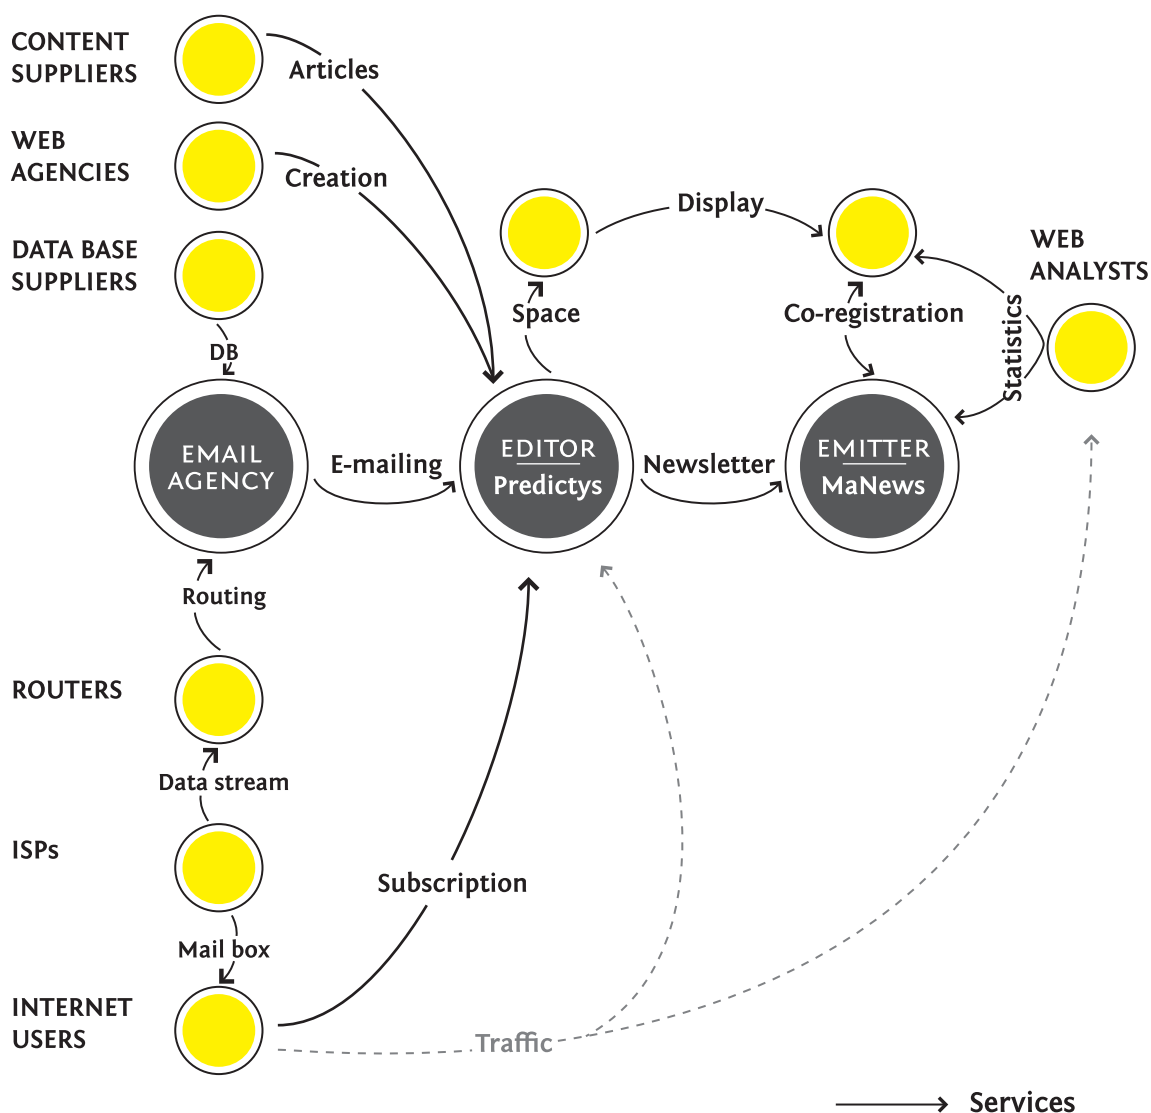 CONTENT
SUPPLIERS
Articles
WEB
AGENCIES
Creation
Display
DATA BASE
SUPPLIERS
WEB
ANALYSTS
Space
Co-registration
Statistics
DB
EMAIL
AGENCY
E-mailing
EDITOR
Predictys
Newsletter
EMITTER
MaNews
Routing
ROUTERS
Data stream
ISPs
Subscription
Mail box
INTERNET
USERS
Traffic
Services